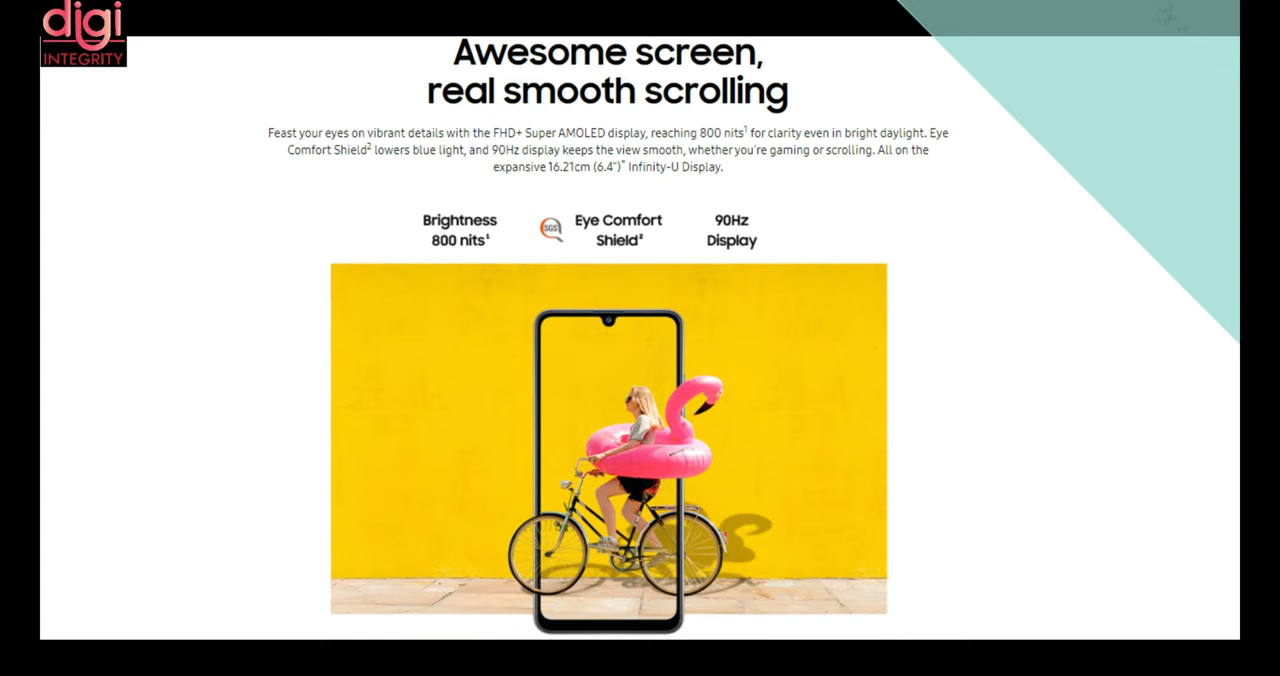 digi
INTEGRITY
Awesome screen,
real smooth scrolling
Feast your eyes on vibrant details with the FHD+ Super AMOLED display, reaching 800 nits¹ for clarity even in bright daylight. Eye
Comfort Shield² lowers blue light, and 90Hz display keeps the view smooth, whether you're gaming or scrolling. All on the
expansive 16.21cm (6.4")* Infinity-U Display.
Brightness
800 nits¹
SGS
Eye Comfort
Shield²
90Hz
Display